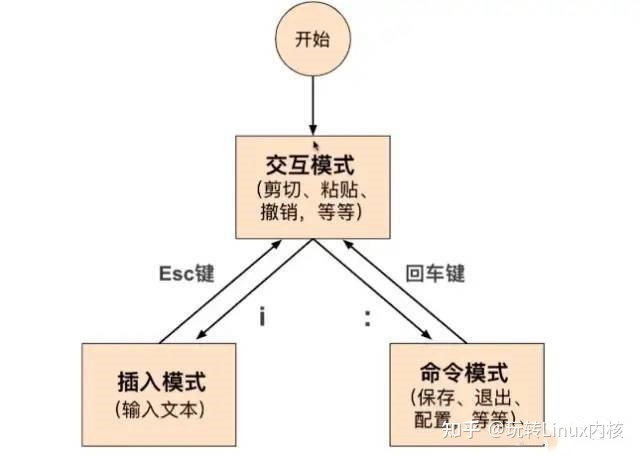 开始
交互模式
(剪切、粘贴、
撤销，等等)
Esc键
回车键
i
:
插入模式
(输入文本)
命令模式
(保存、退出、
配置，等等)
知乎 @玩转Linux内核